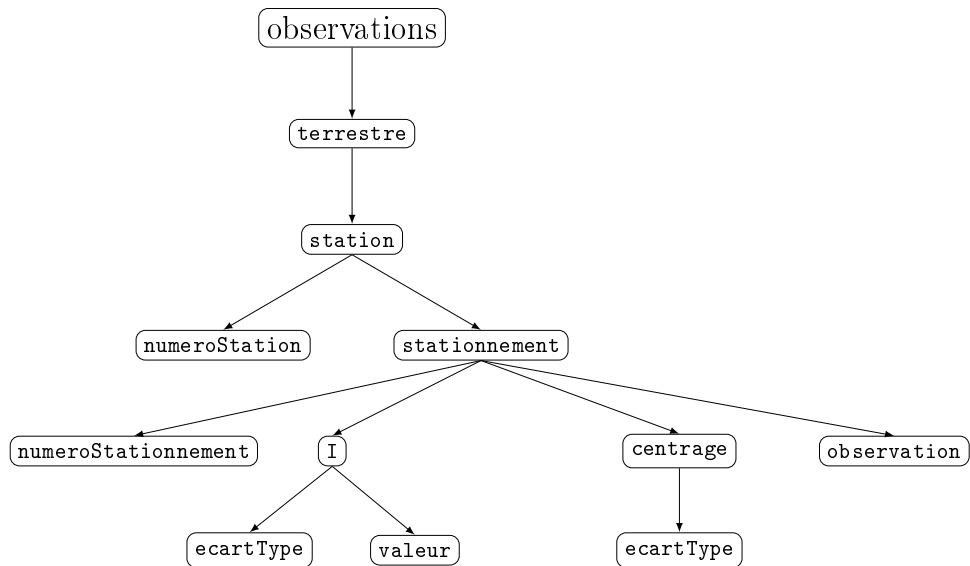 observations
terrestre
station
numeroStation stationnement
numeroStationnement I centrage observation
ecartType valeur ecartType